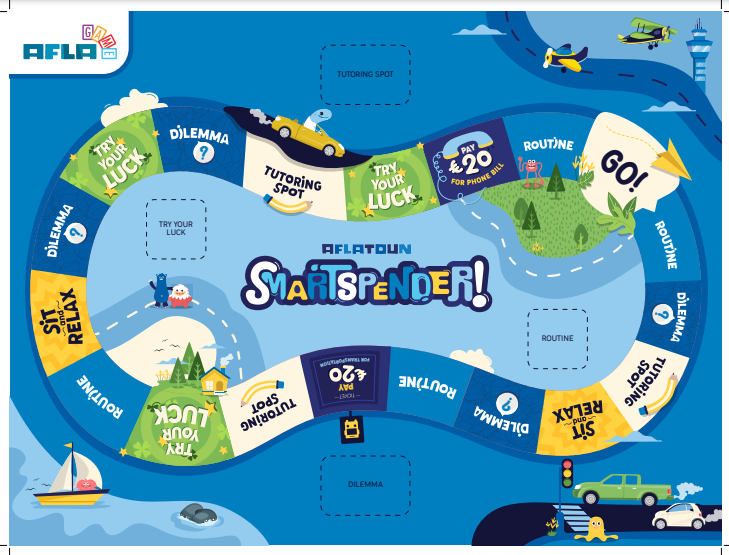 GAME
AFLA
TUTORING SPOT
TRY
YOUR
LUCK
DILEMMA
?
TUTORING
SPOT
TRY
YOUR
LUCK
PAY
20
FOR PHONE BILL
ROUTINE
GO!
ROUTINE
DILEMMA
?
TUTORING
SPOT
SIT
and
RELAX
DILEMMA
?
ROUTINE
TICKET
PAY
20
FOR TRANSPORTATION
TUTORING
SPOT
TRY
YOUR
LUCK
ROUTINE
SIT
and
RELAX
DILEMMA
?
TRY YOUR
LUCK
AFLATOUN
SMARTSPENDER!
ROUTINE
DILEMMA